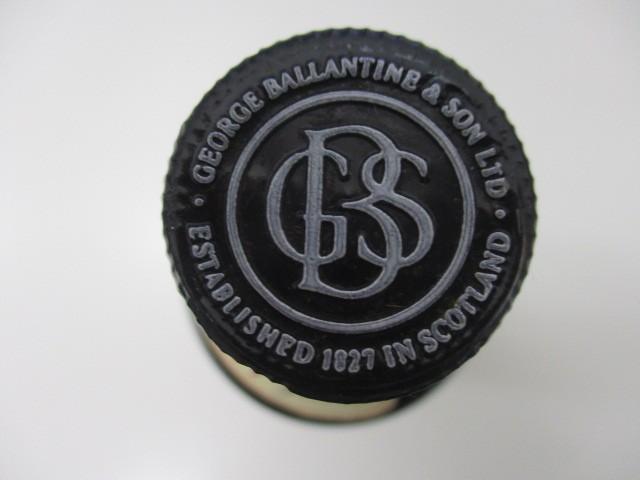 GEORGE BALLANTINE & SON LTD
GBS
• ESTABLISHED 1827 IN SCOTLAND •